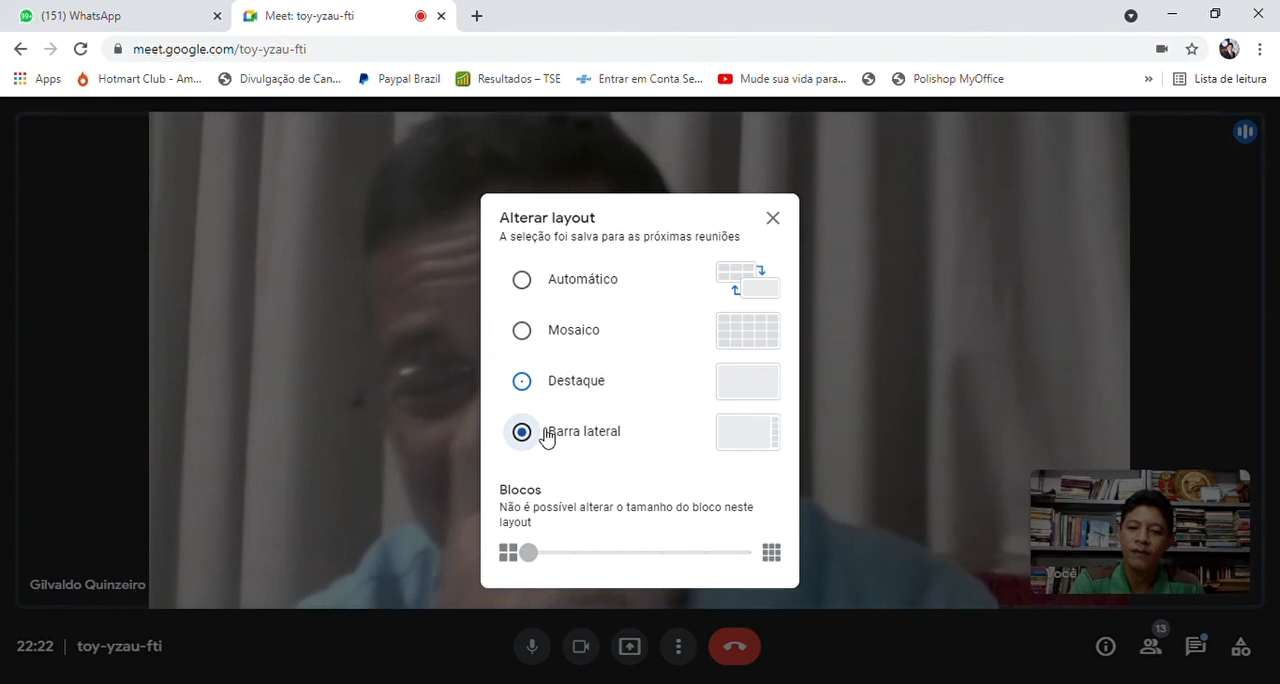 99+ (151) WhatsApp
Meet: toy-yzau-fti
meet.google.com/toy-yzau-fti
Apps Hotmart Club - Am... Divulgação de Can... Paypal Brazil Resultados – TSE Entrar em Conta Se... Mude sua vida para... Polishop MyOffice » Lista de leitura
Alterar layout
A seleção foi salva para as próximas reuniões
Automático
Mosaico
Destaque
Barra lateral
Blocos
Não é possível alterar o tamanho do bloco neste
layout
Gilvaldo Quinzeiro
Você
22:22 | toy-yzau-fti
13